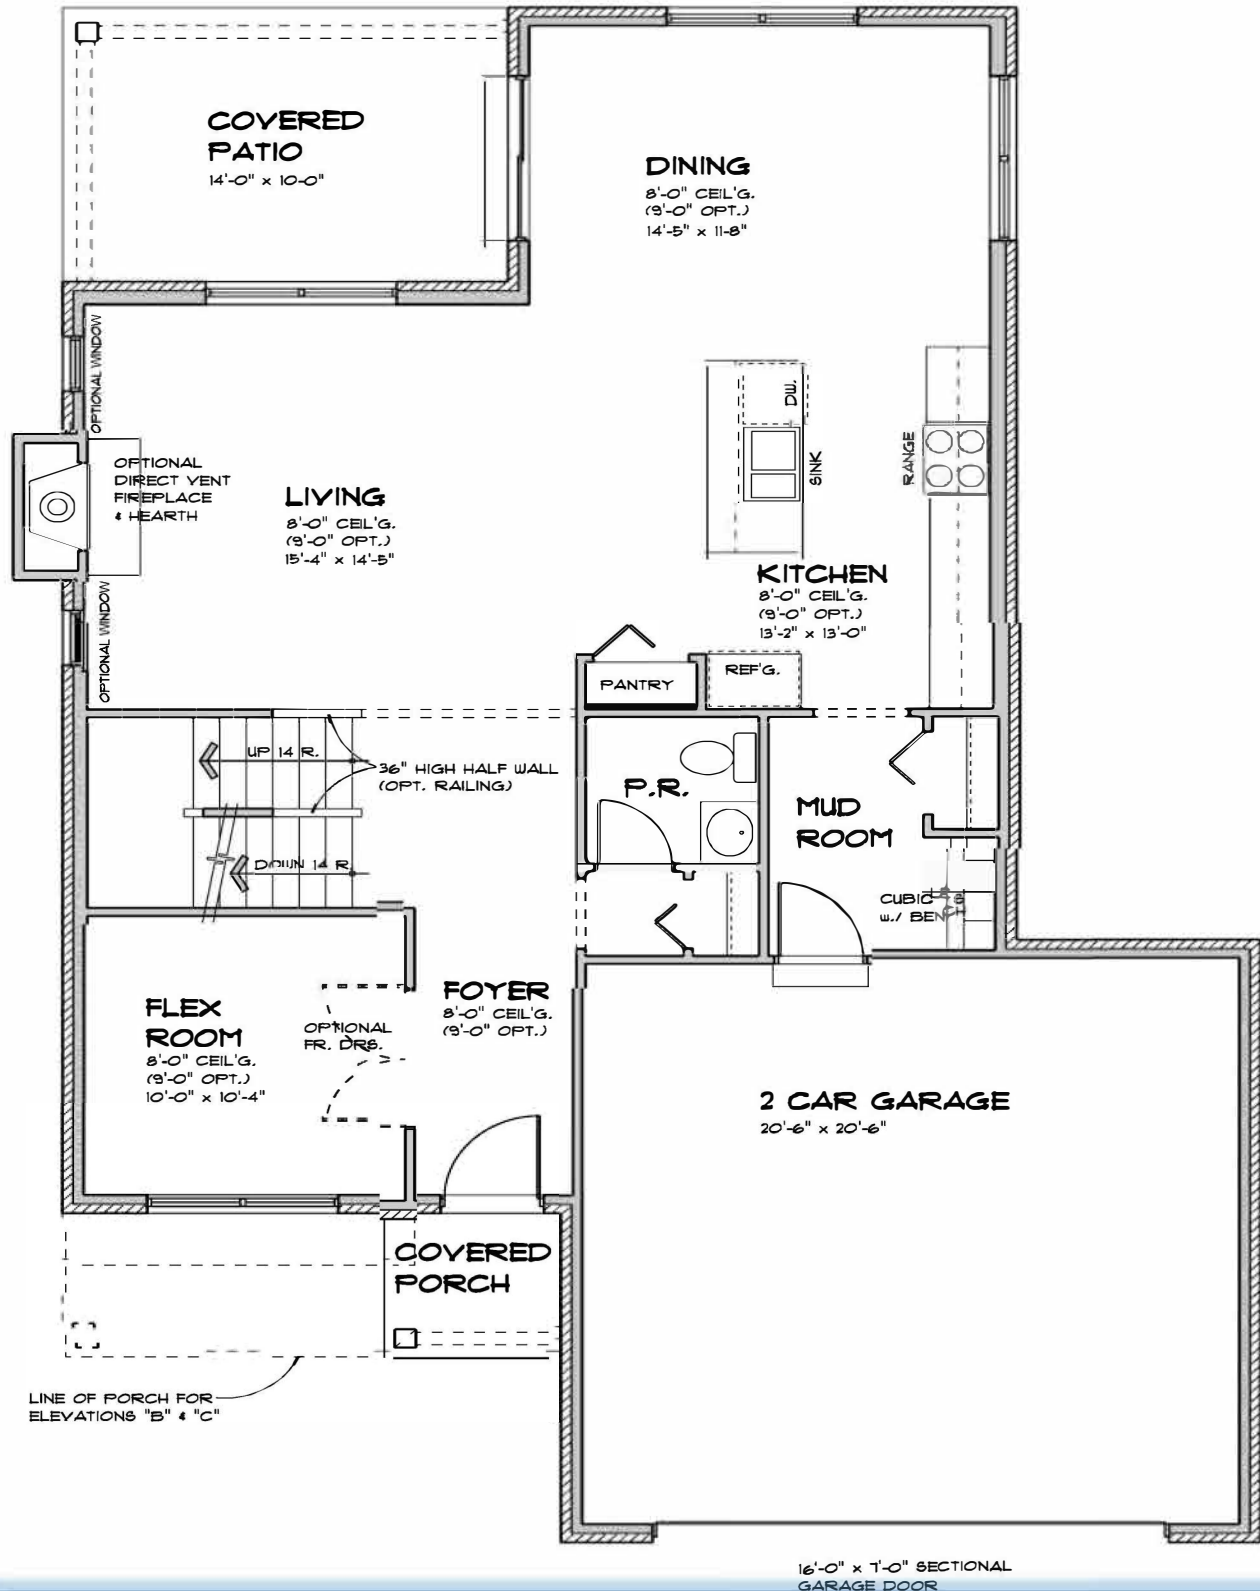 COVERED
PATIO
14'-0" x 10-0"
DINING
8'-0" CEIL'G.
(9'-0" OPT.)
14'-5" x 11-8"
OPTIONAL WINDOW
OPTIONAL
DIRECT VENT
FIREPLACE
& HEARTH
LIVING
8'-0" CEIL'G.
(9'-0" OPT.)
15'-4" x 14'-5"
DW.
SINK
RANGE
KITCHEN
8'-0" CEIL'G.
(9'-0" OPT.)
13'-2" x 13'-0"
OPTIONAL WINDOW
PANTRY
REF'G.
UP 14 R.
36" HIGH HALF WALL
(OPT. RAILING)
DOWN 14 R.
P.R.
MUD
ROOM
CUBIC
w./ BEN
FLEX
ROOM
8'-0" CEIL'G.
(9'-0" OPT.)
10'-0" x 10'-4"
OPTIONAL
FR. DRS.
FOYER
8'-0" CEIL'G.
(9'-0" OPT.)
2 CAR GARAGE
20'-6" x 20'-6"
COVERED
PORCH
LINE OF PORCH FOR
ELEVATIONS "B" & "C"
16'-0" x 7'-0" SECTIONAL
GARAGE DOOR